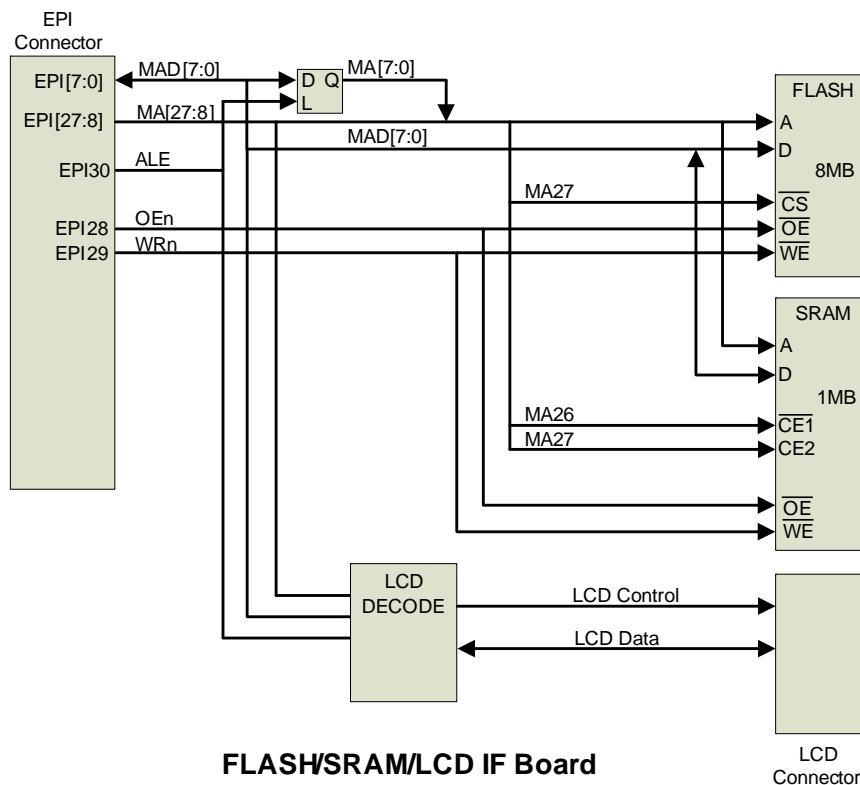 EPI
Connector
EPI[7:0]
MAD[7:0]
D Q
L
MA[7:0]
EPI[27:8]
MA[27:8]
MAD[7:0]
EPI30
ALE
EPI28
OEn
EPI29
WRn
MA27
FLASH
A
D
8MB
CS
OE
WE
SRAM
A
D
1MB
MA26
CE1
MA27
CE2
OE
WE
LCD
DECODE
LCD Control
LCD Data
FLASH/SRAM/LCD IF Board
LCD
Connector